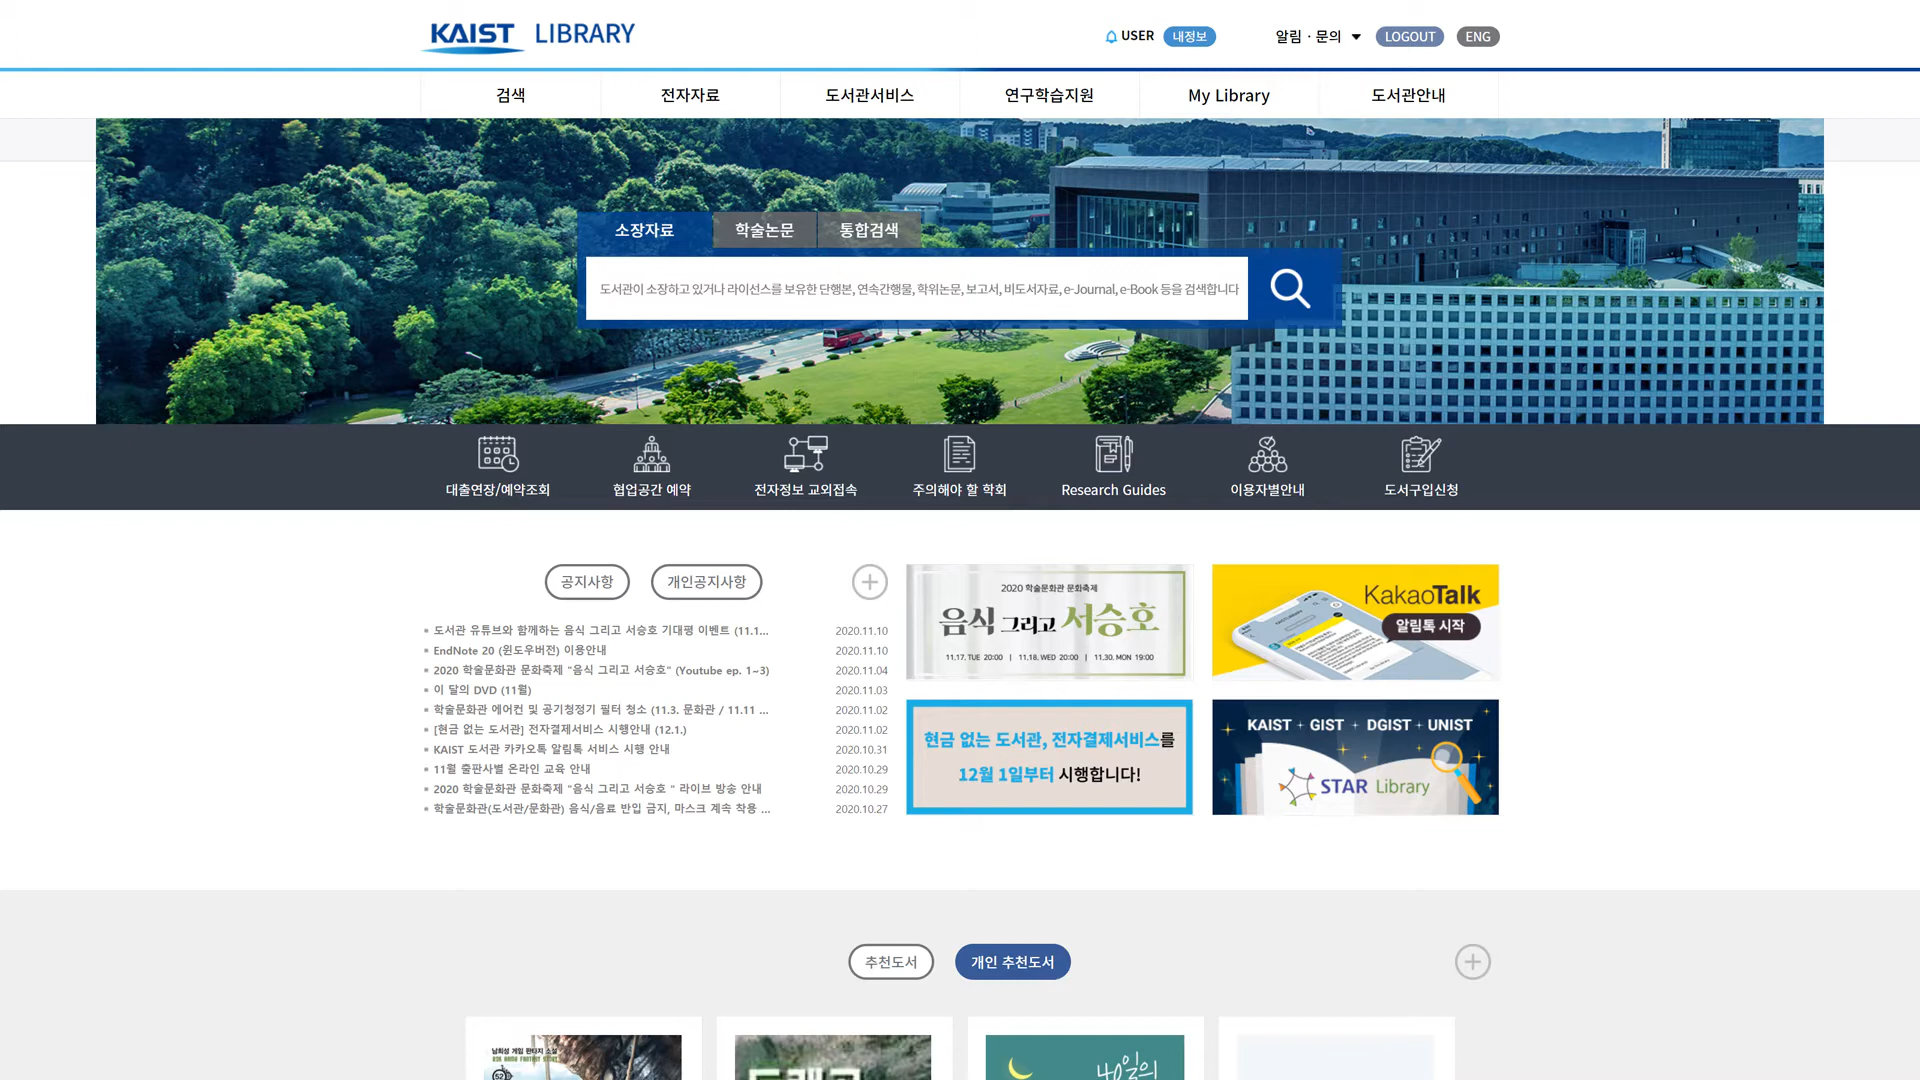 KAIST LIBRARY
USER 내정보 알림 · 문의 LOGOUT ENG
검색 전자자료 도서관서비스 연구학습지원 My Library 도서관안내
소장자료 학술논문 통합검색
도서관이 소장하고 있거나 라이선스를 보유한 단행본, 연속간행물, 학위논문, 보고서, 비도서자료, e-Journal, e-Book 등을 검색합니다
대출연장/예약조회 협업공간 예약 전자정보 교외접속 주의해야 할 학회 Research Guides 이용자별안내 도서구입신청
공지사항 개인공지사항
도서관 유튜브와 함께하는 음식 그리고 서승호 기대평 이벤트 (11.1... 2020.11.10
EndNote 20 (윈도우버전) 이용안내 2020.11.10
2020 학술문화관 문화축제 "음식 그리고 서승호" (Youtube ep. 1~3) 2020.11.04
이 달의 DVD (11월) 2020.11.03
학술문화관 에어컨 및 공기청정기 필터 청소 (11.3. 문화관 / 11.11 ... 2020.11.02
[현금 없는 도서관] 전자결제서비스 시행안내 (12.1.) 2020.11.02
KAIST 도서관 카카오톡 알림톡 서비스 시행 안내 2020.10.31
11월 출판사별 온라인 교육 안내 2020.10.29
2020 학술문화관 문화축제 "음식 그리고 서승호 " 라이브 방송 안내 2020.10.29
학술문화관(도서관/문화관) 음식/음료 반입 금지, 마스크 계속 착용 ... 2020.10.27
2020 학술문화관 문화축제
음식 그리고 서승호
11.17. TUE 20:00 | 11.18. WED 20:00 | 11.30. MON 19:00
KakaoTalk
알림톡 시작
현금 없는 도서관, 전자결제서비스를
12월 1일부터 시행합니다!
KAIST + GIST + DGIST + UNIST
STAR Library
추천도서 개인 추천도서
남희성 게임 판타지 소설
52
40일의